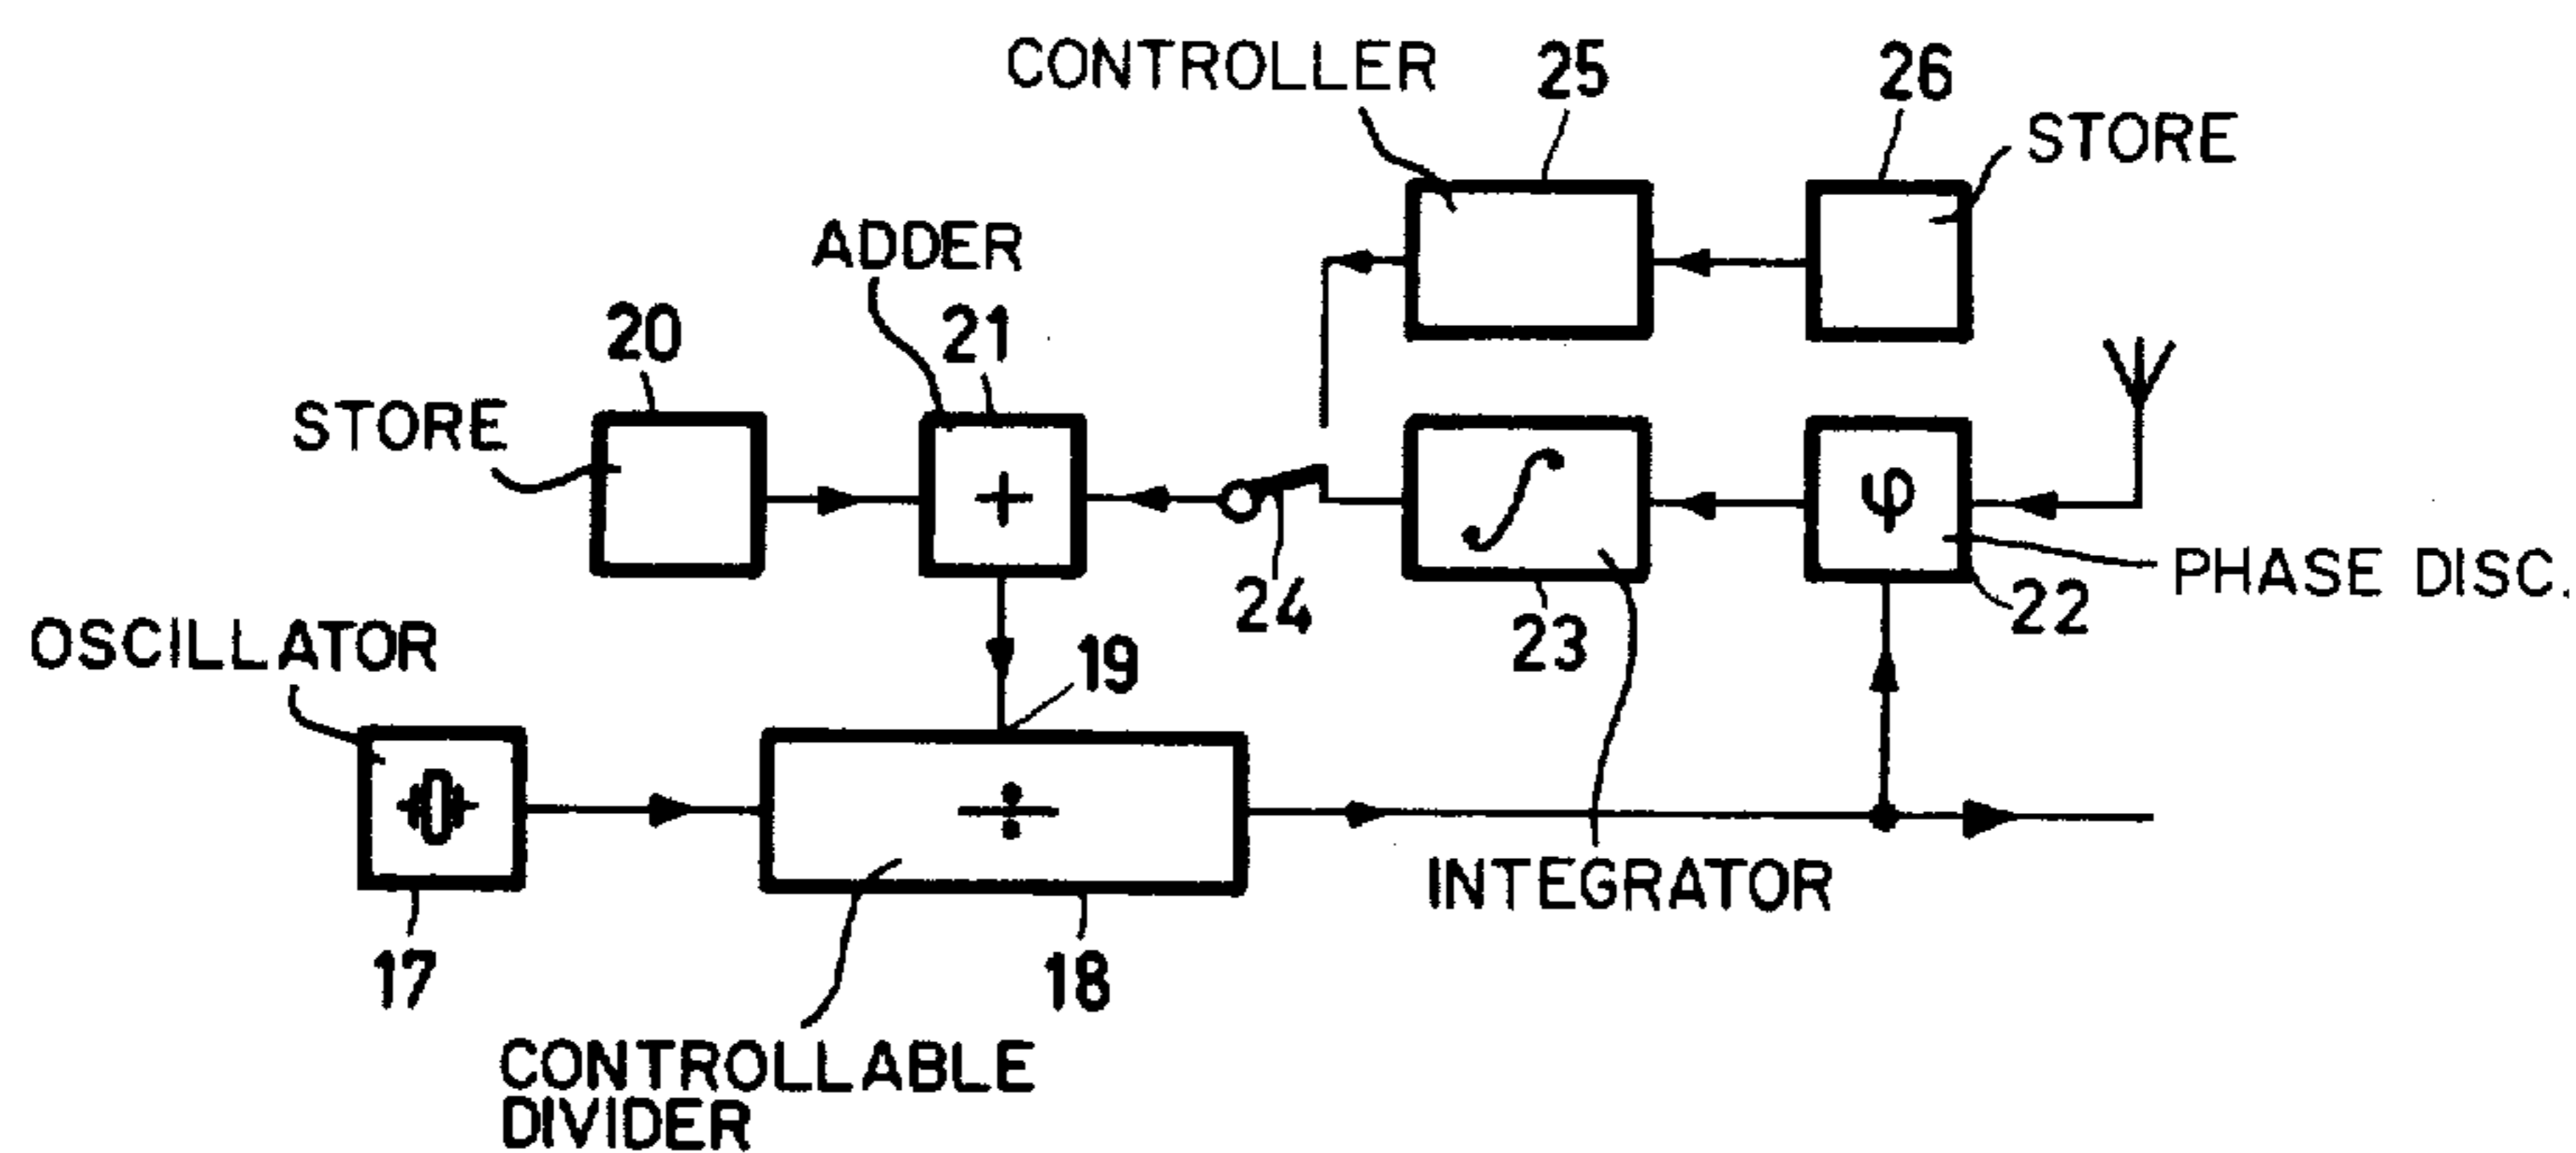 CONTROLLER
25
26
STORE
ADDER
20
21
STORE
+
φ
∫
24
PHASE DISC.
22
23
OSCILLATOR
19
÷
INTEGRATOR
17
18
CONTROLLABLE
DIVIDER